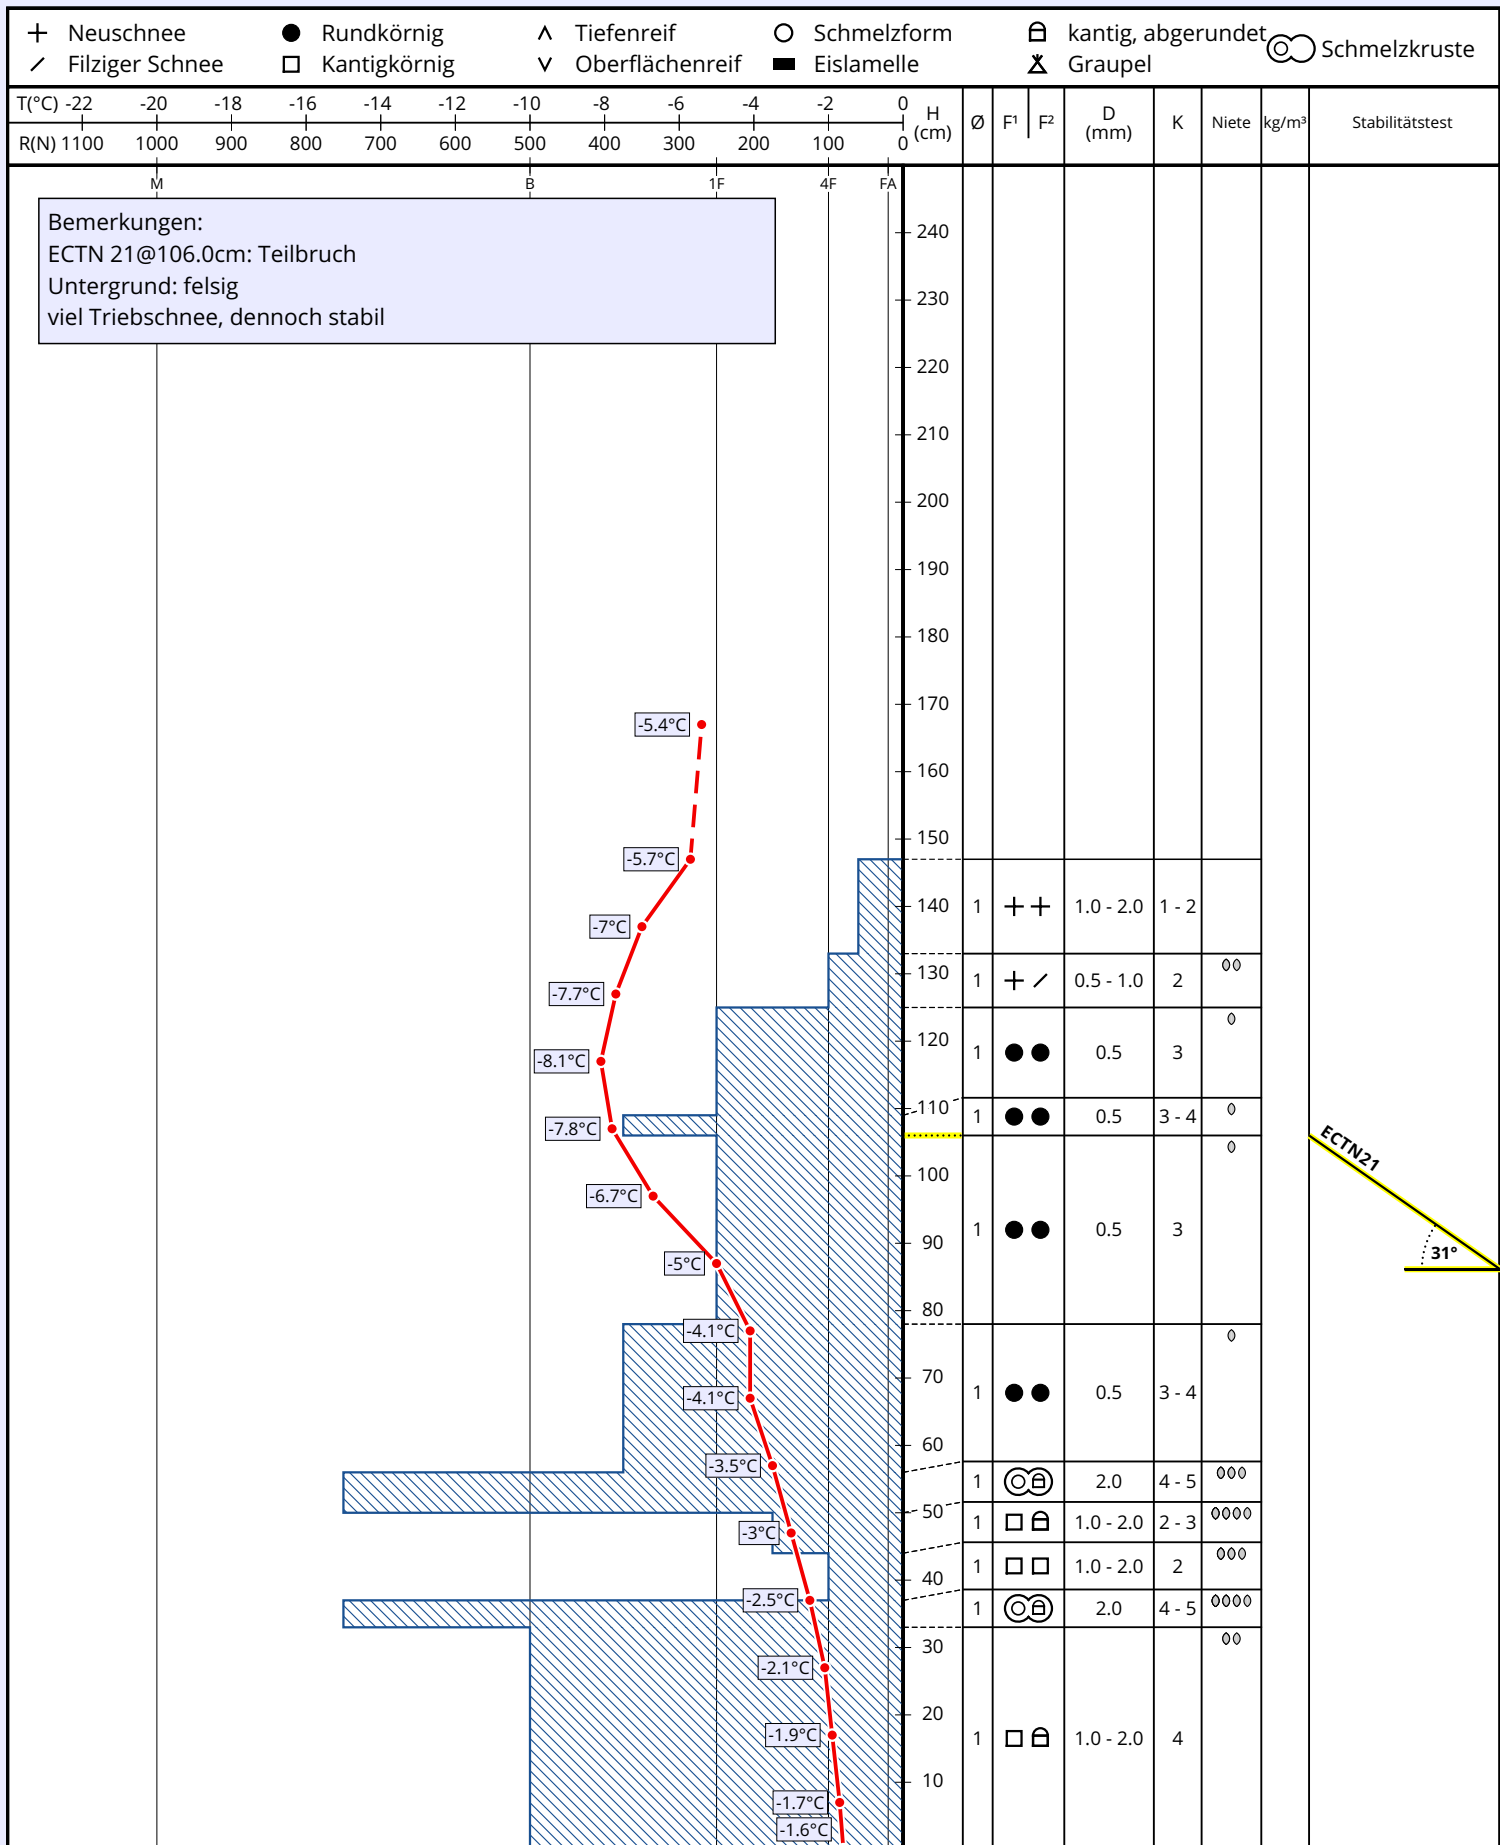 Neuschnee Rundkörnig Tiefenreif Schmelzform kantig, abgerundet Schmelzkruste
Filziger Schnee Kantigkörnig Oberflächenreif Eislamelle Graupel
T(°C) -22 -20 -18 -16 -14 -12 -10 -8 -6 -4 -2 0
R(N) 1100 1000 900 800 700 600 500 400 300 200 100 0
H (cm) Ø F¹ F² D (mm) K Niete kg/m³ Stabilitätstest
M B 1F 4F FA
Bemerkungen:
ECTN 21@106.0cm: Teilbruch
Untergrund: felsig
viel Triebschnee, dennoch stabil
240
230
220
210
200
190
180
170
-5.4°C
160
150
-5.7°C
140 1 1.0 - 2.0 1 - 2
-7°C
130
1 0.5 - 1.0 2
-7.7°C
120
1 0.5 3
-8.1°C
110
1 0.5 3 - 4
-7.8°C
ECTN21
100
-6.7°C
1 0.5 3
90
31°
-5°C
80
-4.1°C
70
1 0.5 3 - 4
-4.1°C
60
-3.5°C
1 2.0 4 - 5
50
1 1.0 - 2.0 2 - 3
-3°C
1 1.0 - 2.0 2
40
-2.5°C
1 2.0 4 - 5
30
-2.1°C
20
-1.9°C
1 1.0 - 2.0 4
10
-1.7°C
-1.6°C